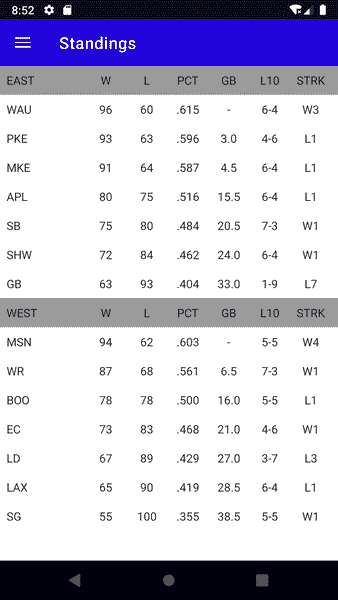 8:52
Standings
EAST W L PCT GB L10 STRK
WAU 96 60 .615 - 6-4 W3
PKE 93 63 .596 3.0 4-6 L1
MKE 91 64 .587 4.5 6-4 L1
APL 80 75 .516 15.5 6-4 L1
SB 75 80 .484 20.5 7-3 W1
SHW 72 84 .462 24.0 6-4 W1
GB 63 93 .404 33.0 1-9 L7
WEST W L PCT GB L10 STRK
MSN 94 62 .603 - 5-5 W4
WR 87 68 .561 6.5 7-3 W1
BOO 78 78 .500 16.0 5-5 L1
EC 73 83 .468 21.0 4-6 W1
LD 67 89 .429 27.0 3-7 L3
LAX 65 90 .419 28.5 6-4 L1
SG 55 100 .355 38.5 5-5 W1